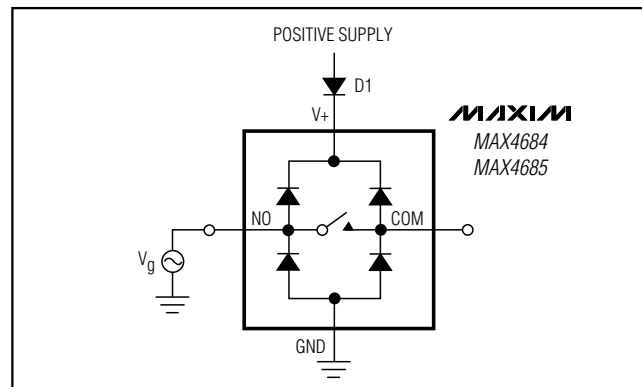 POSITIVE SUPPLY
D1
V+
MAXIM
MAX4684
MAX4685
NO
COM
Vg
GND